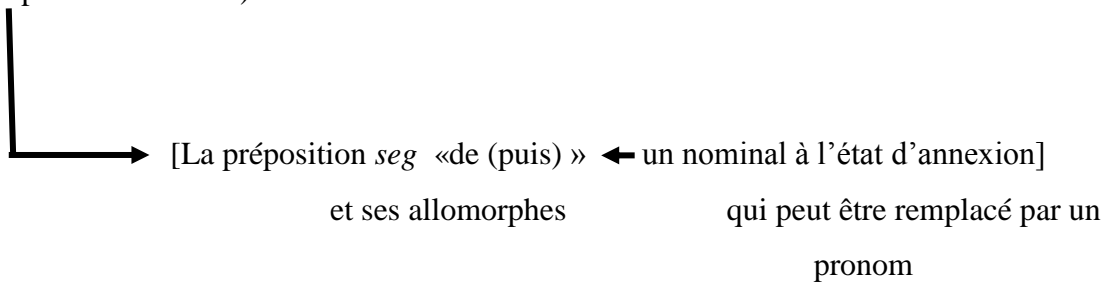 [La préposition seg «de (puis) » un nominal à l’état d’annexion]
et ses allomorphes qui peut être remplacé par un
pronom